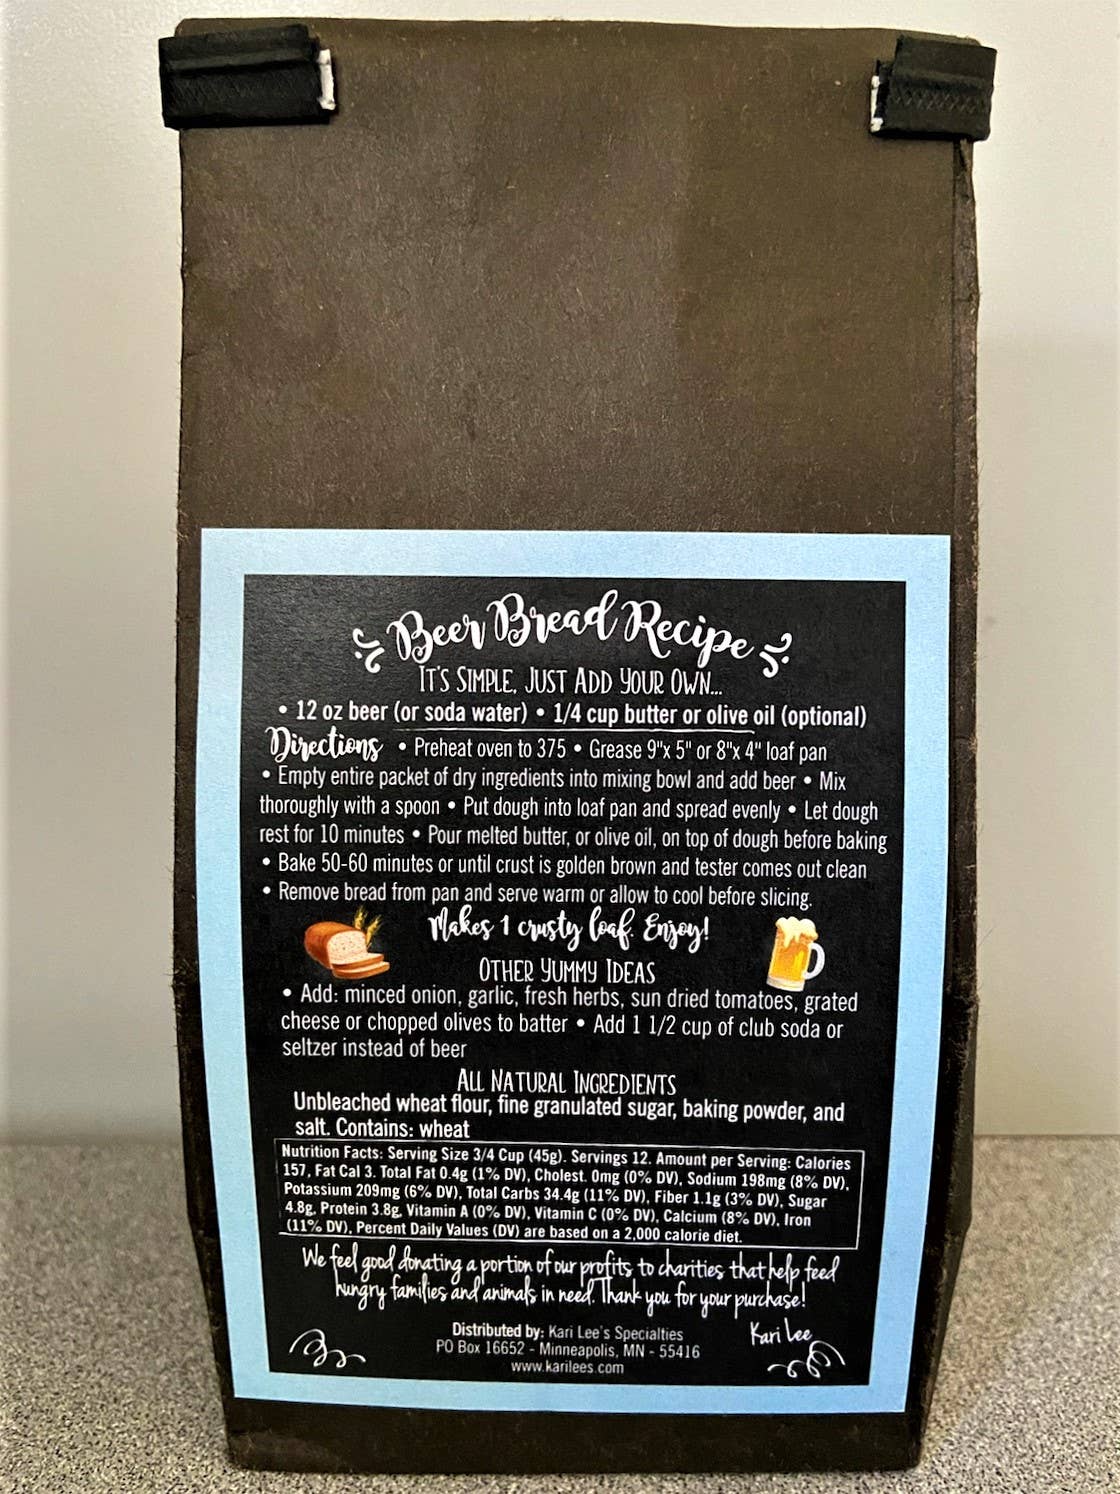 Beer Bread Recipe
IT'S SIMPLE, JUST ADD YOUR OWN...
• 12 oz beer (or soda water) • 1/4 cup butter or olive oil (optional)
Directions • Preheat oven to 375 • Grease 9"x 5" or 8"x 4" loaf pan
• Empty entire packet of dry ingredients into mixing bowl and add beer • Mix
thoroughly with a spoon • Put dough into loaf pan and spread evenly • Let dough
rest for 10 minutes • Pour melted butter, or olive oil, on top of dough before baking
• Bake 50-60 minutes or until crust is golden brown and tester comes out clean
• Remove bread from pan and serve warm or allow to cool before slicing.
Makes 1 crusty loaf. Enjoy!
OTHER YUMMY IDEAS
• Add: minced onion, garlic, fresh herbs, sun dried tomatoes, grated
cheese or chopped olives to batter • Add 1 1/2 cup of club soda or
seltzer instead of beer
ALL NATURAL INGREDIENTS
Unbleached wheat flour, fine granulated sugar, baking powder, and
salt. Contains: wheat
Nutrition Facts: Serving Size 3/4 Cup (45g). Servings 12. Amount per Serving: Calories
157, Fat Cal 3. Total Fat 0.4g (1% DV), Cholest. 0mg (0% DV), Sodium 198mg (8% DV),
Potassium 209mg (6% DV), Total Carbs 34.4g (11% DV), Fiber 1.1g (3% DV), Sugar
4.8g, Protein 3.8g, Vitamin A (0% DV), Vitamin C (0% DV), Calcium (8% DV), Iron
(11% DV), Percent Daily Values (DV) are based on a 2,000 calorie diet.
We feel good donating a portion of our profits to charities that help feed
hungry families and animals in need. Thank you for your purchase!
Kari Lee
Distributed by: Kari Lee's Specialties
PO Box 16652 - Minneapolis, MN - 55416
www.karilees.com